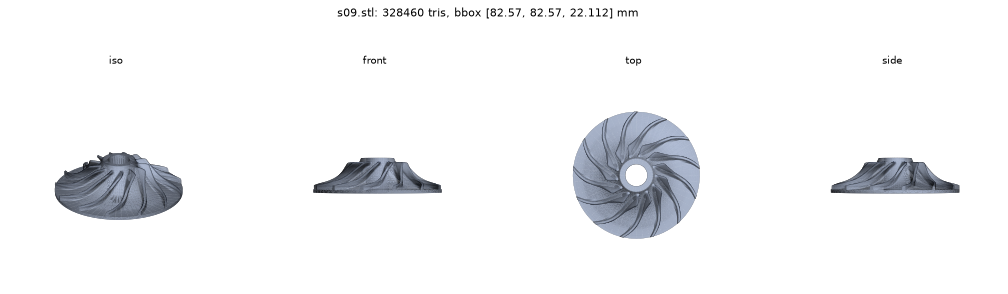 s09.stl: 328460 tris, bbox [82.57, 82.57, 22.112] mm
iso front top side